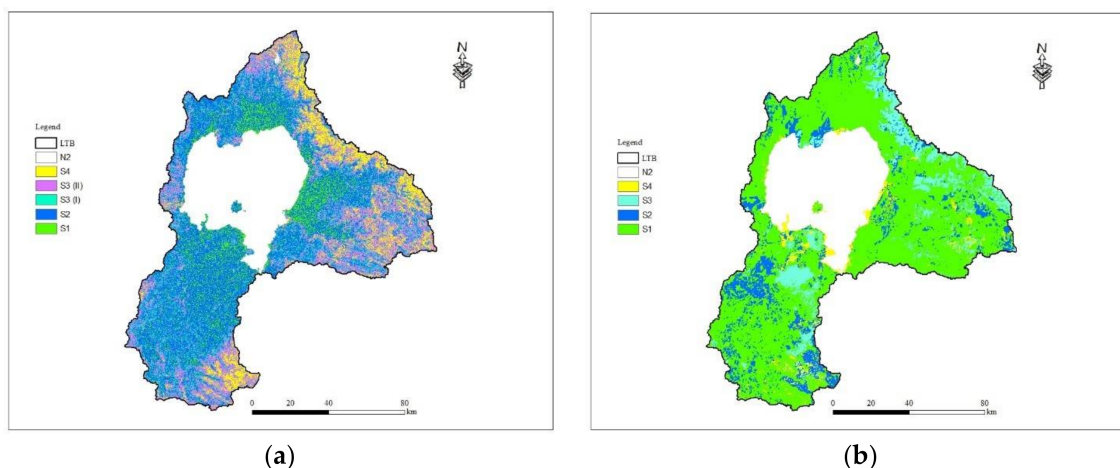 N
Legend
LTB
N2
S4
S3 (II)
S3 (I)
S2
S1
0 20 40 80
km
(a)
N
Legend
LTB
N2
S4
S3
S2
S1
0 20 40 80
km
(b)